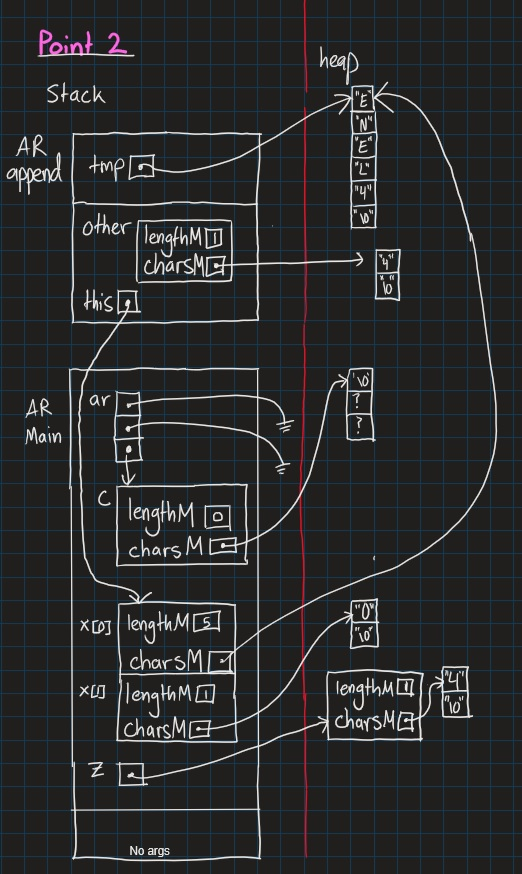 Point 2
heap
Stack
AR
append
tmp
"E"
"N"
"E"
"L"
"4"
"\0"
other
lengthM 1
charsM
"4"
"\0"
this
AR
Main
ar
'\0'
?
?
C
lengthM 0
charsM
x[0]
lengthM 5
charsM
"0"
"\0"
x[1]
lengthM 1
charsM
lengthM 1
charsM
"4"
"\0"
Z
No args